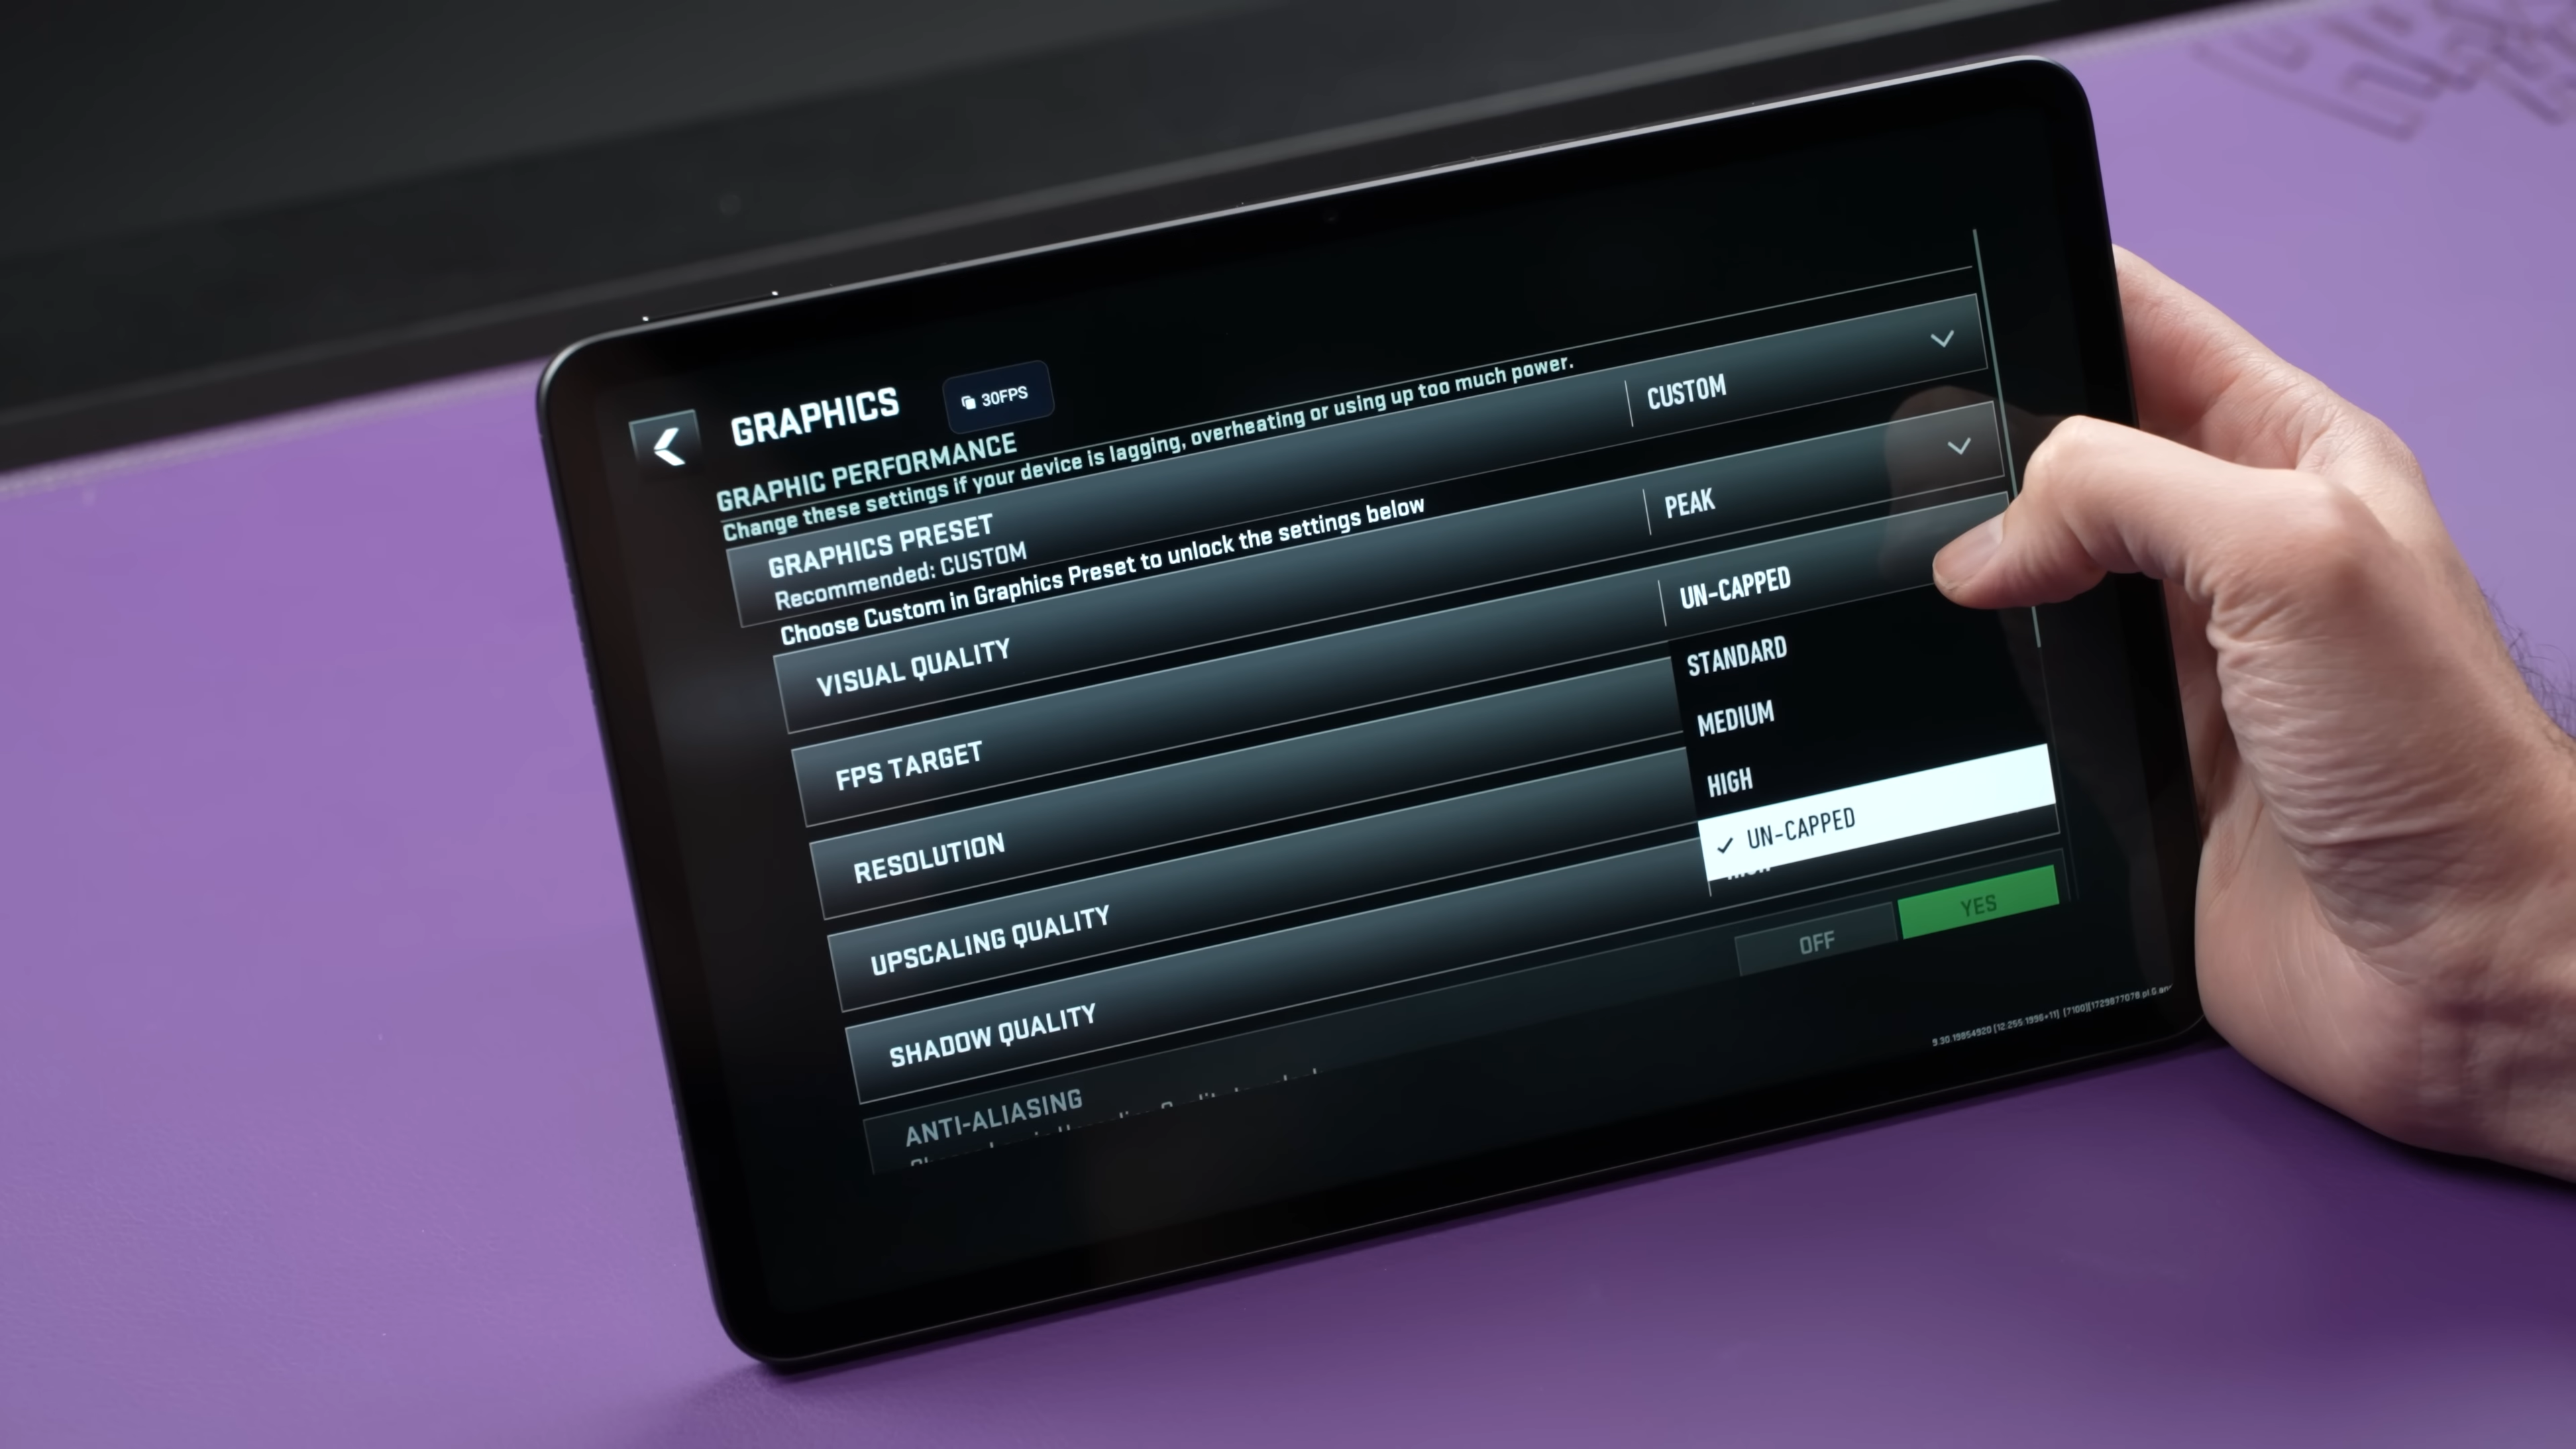 GRAPHICS
30FPS
GRAPHIC PERFORMANCE
Change these settings if your device is lagging, overheating or using up too much power.
GRAPHICS PRESET
CUSTOM
Recommended: CUSTOM
Choose Custom in Graphics Preset to unlock the settings below
VISUAL QUALITY
PEAK
FPS TARGET
UN-CAPPED
STANDARD
MEDIUM
HIGH
UN-CAPPED
RESOLUTION
UPSCALING QUALITY
SHADOW QUALITY
ANTI-ALIASING
OFF
YES